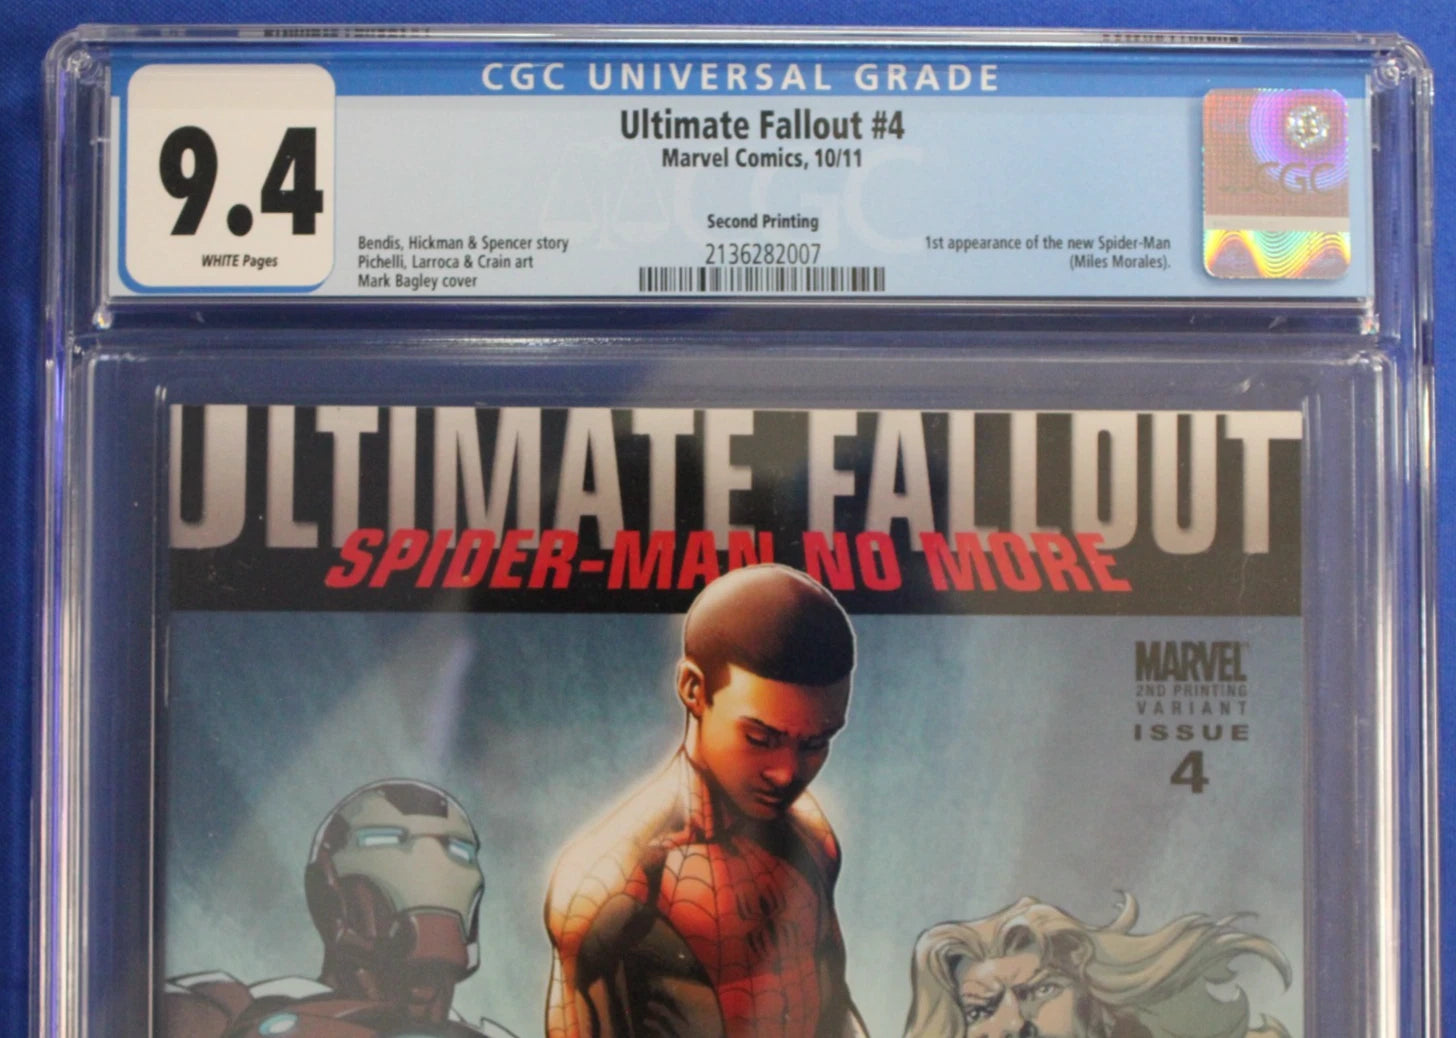 CGC UNIVERSAL GRADE
9.4
WHITE Pages
Ultimate Fallout #4
Marvel Comics, 10/11
Second Printing
2136282007
Bendis, Hickman & Spencer story
Pichelli, Larroca & Crain art
Mark Bagley cover
1st appearance of the new Spider-Man
(Miles Morales).
CGC
CGC
ULTIMATE FALLOUT
SPIDER-MAN NO MORE
MARVEL
2ND PRINTING
VARIANT
ISSUE
4